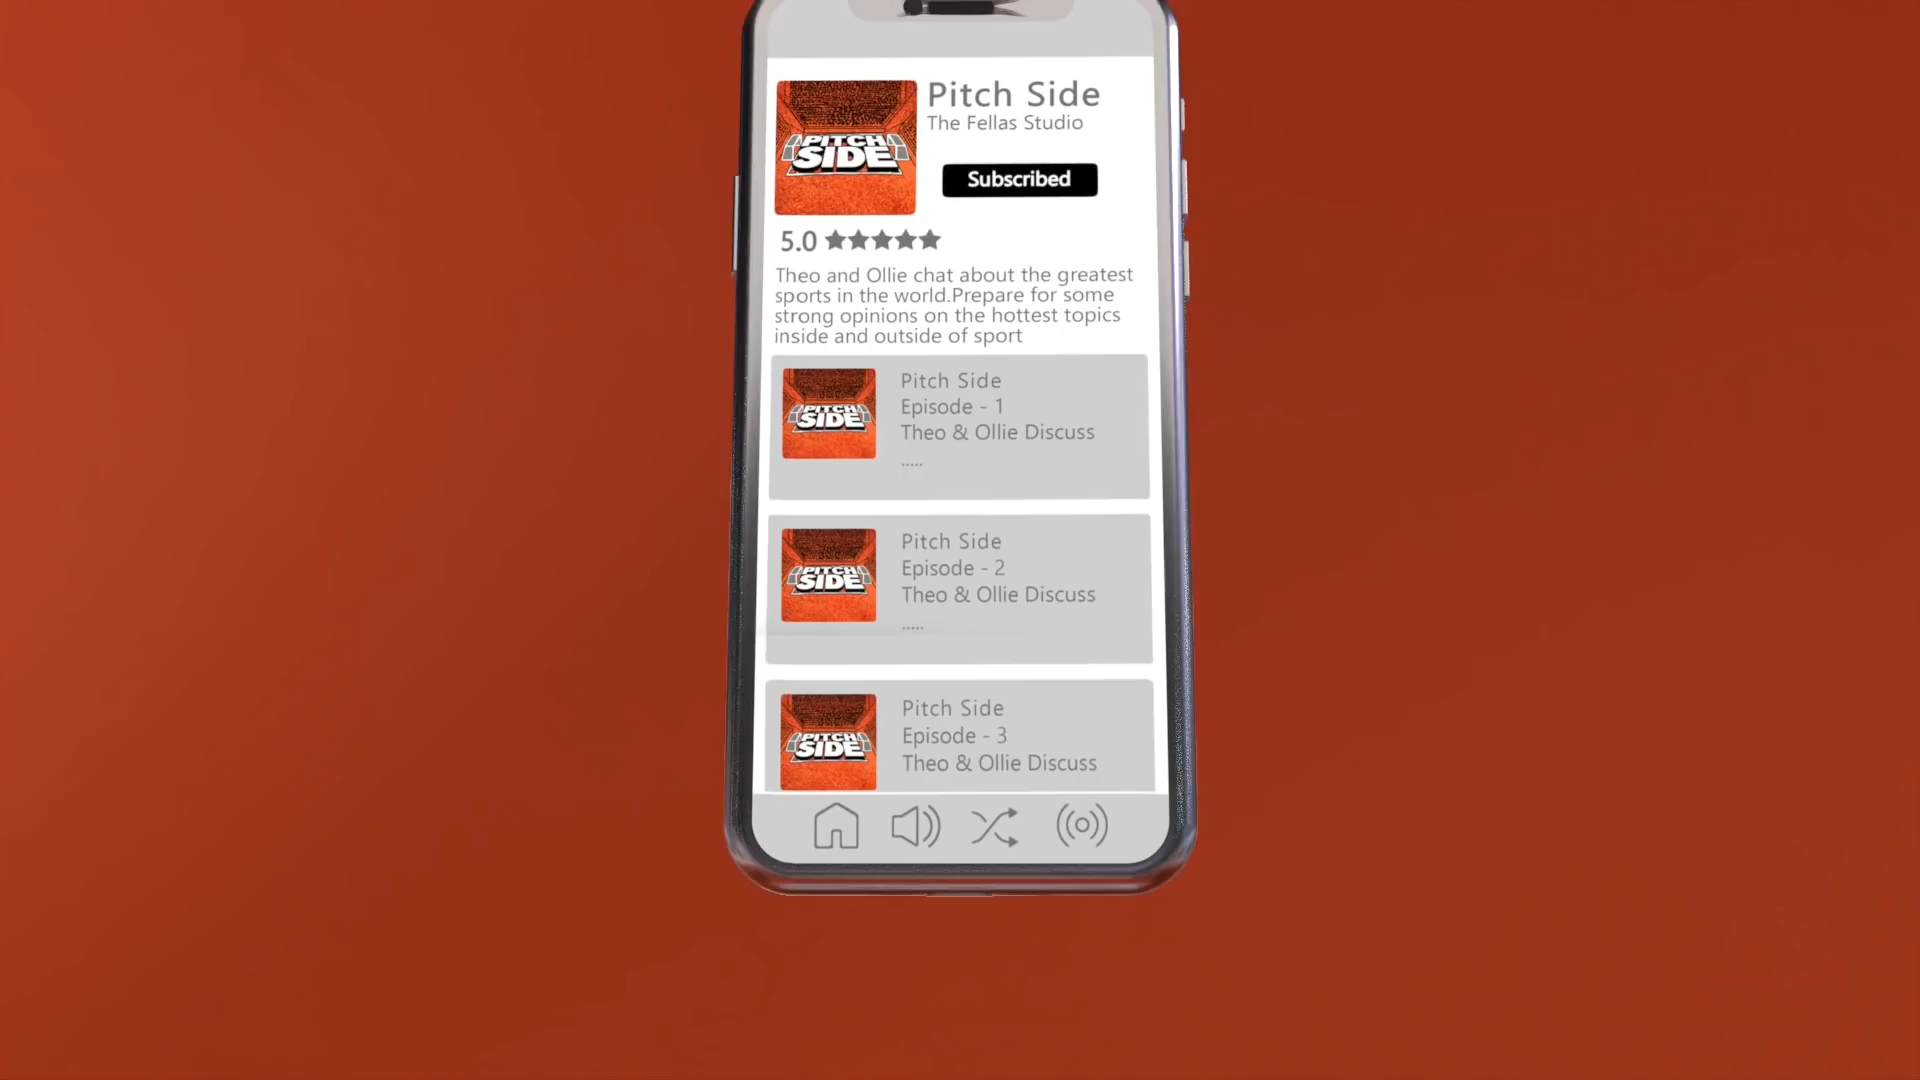 PITCH
SIDE
Pitch Side
The Fellas Studio
Subscribed
5.0
Theo and Ollie chat about the greatest
sports in the world.Prepare for some
strong opinions on the hottest topics
inside and outside of sport
PITCH
SIDE
Pitch Side
Episode - 1
Theo & Ollie Discuss
.....
PITCH
SIDE
Pitch Side
Episode - 2
Theo & Ollie Discuss
.....
PITCH
SIDE
Pitch Side
Episode - 3
Theo & Ollie Discuss